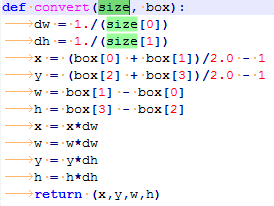 def convert(size, box):
dw = 1./(size[0])
dh = 1./(size[1])
x = (box[0] + box[1])/2.0 - 1
y = (box[2] + box[3])/2.0 - 1
w = box[1] - box[0]
h = box[3] - box[2]
x = x*dw
w = w*dw
y = y*dh
h = h*dh
return (x,y,w,h)